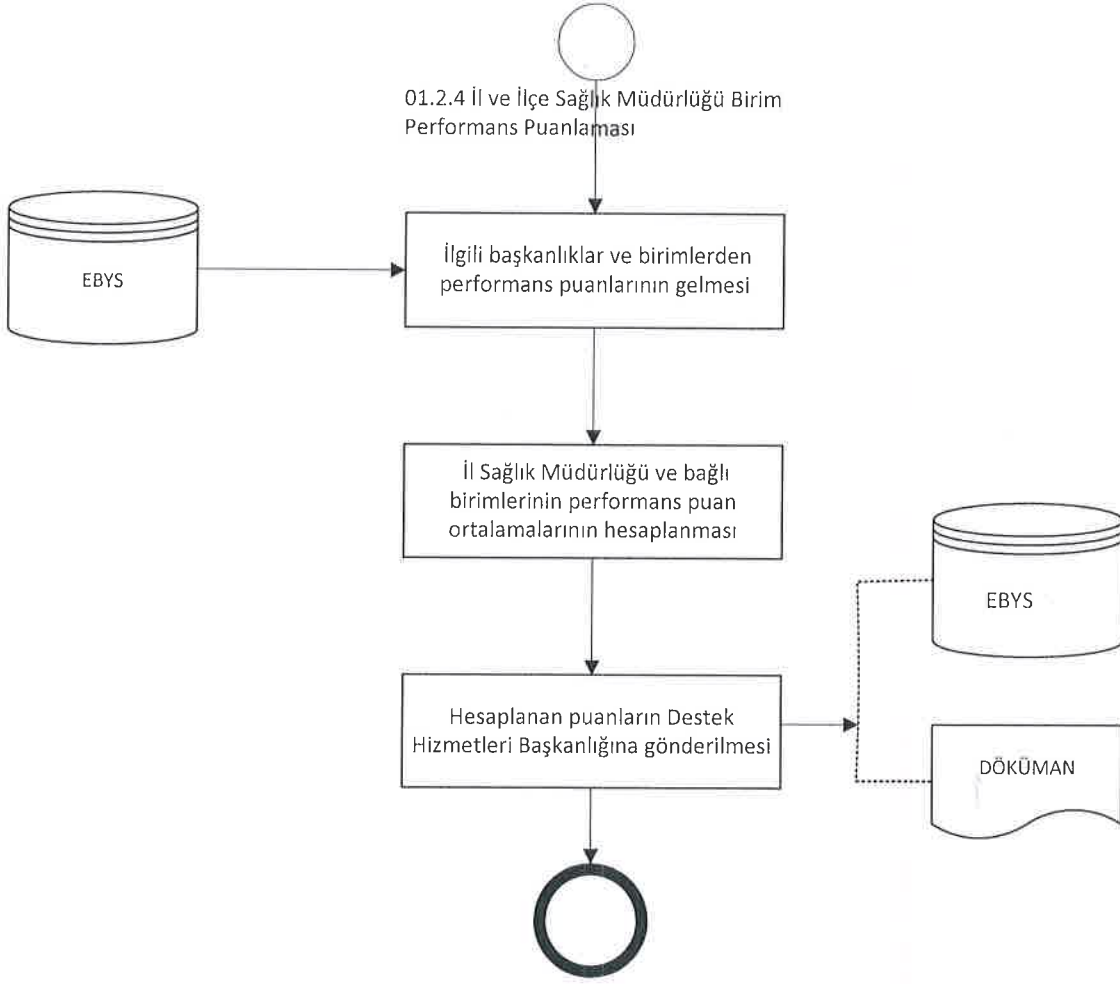 01.2.4 İl ve İlçe Sağlık Müdürlüğü Birim
Performans Puanlaması
İlgili başkanlıklar ve birimlerden
performans puanlarının gelmesi
EBYS
İl Sağlık Müdürlüğü ve bağlı
birimlerinin performans puan
ortalamalarının hesaplanması
EBYS
Hesaplanan puanların Destek
Hizmetleri Başkanlığına gönderilmesi
DÖKÜMAN